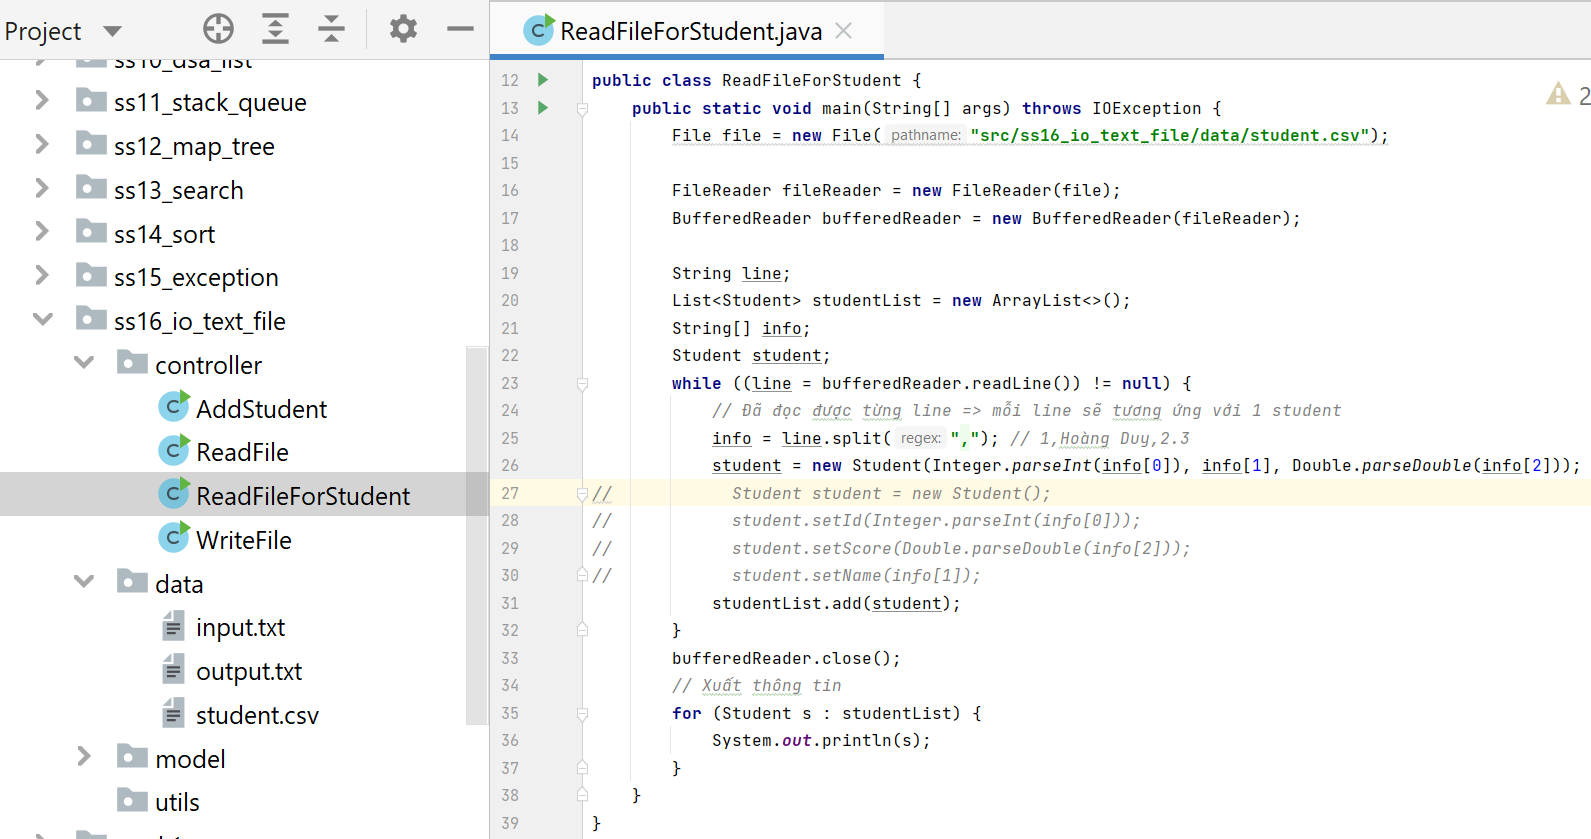 Project
ReadFileForStudent.java
ss10_dsa_list
ss11_stack_queue
ss12_map_tree
ss13_search
ss14_sort
ss15_exception
ss16_io_text_file
controller
AddStudent
ReadFile
ReadFileForStudent
WriteFile
data
input.txt
output.txt
student.csv
model
utils
2
12 public class ReadFileForStudent {
13 public static void main(String[] args) throws IOException {
14 File file = new File( pathname: "src/ss16_io_text_file/data/student.csv");
15
16 FileReader fileReader = new FileReader(file);
17 BufferedReader bufferedReader = new BufferedReader(fileReader);
18
19 String line;
20 List<Student> studentList = new ArrayList<>();
21 String[] info;
22 Student student;
23 while ((line = bufferedReader.readLine()) != null) {
24 // Đã đọc được từng line => mỗi line sẽ tương ứng với 1 student
25 info = line.split( regex: ","); // 1,Hoàng Duy,2.3
26 student = new Student(Integer.parseInt(info[0]), info[1], Double.parseDouble(info[2]));
27 // Student student = new Student();
28 // student.setId(Integer.parseInt(info[0]));
29 // student.setScore(Double.parseDouble(info[2]));
30 // student.setName(info[1]);
31 studentList.add(student);
32 }
33 bufferedReader.close();
34 // Xuất thông tin
35 for (Student s : studentList) {
36 System.out.println(s);
37 }
38 }
39 }